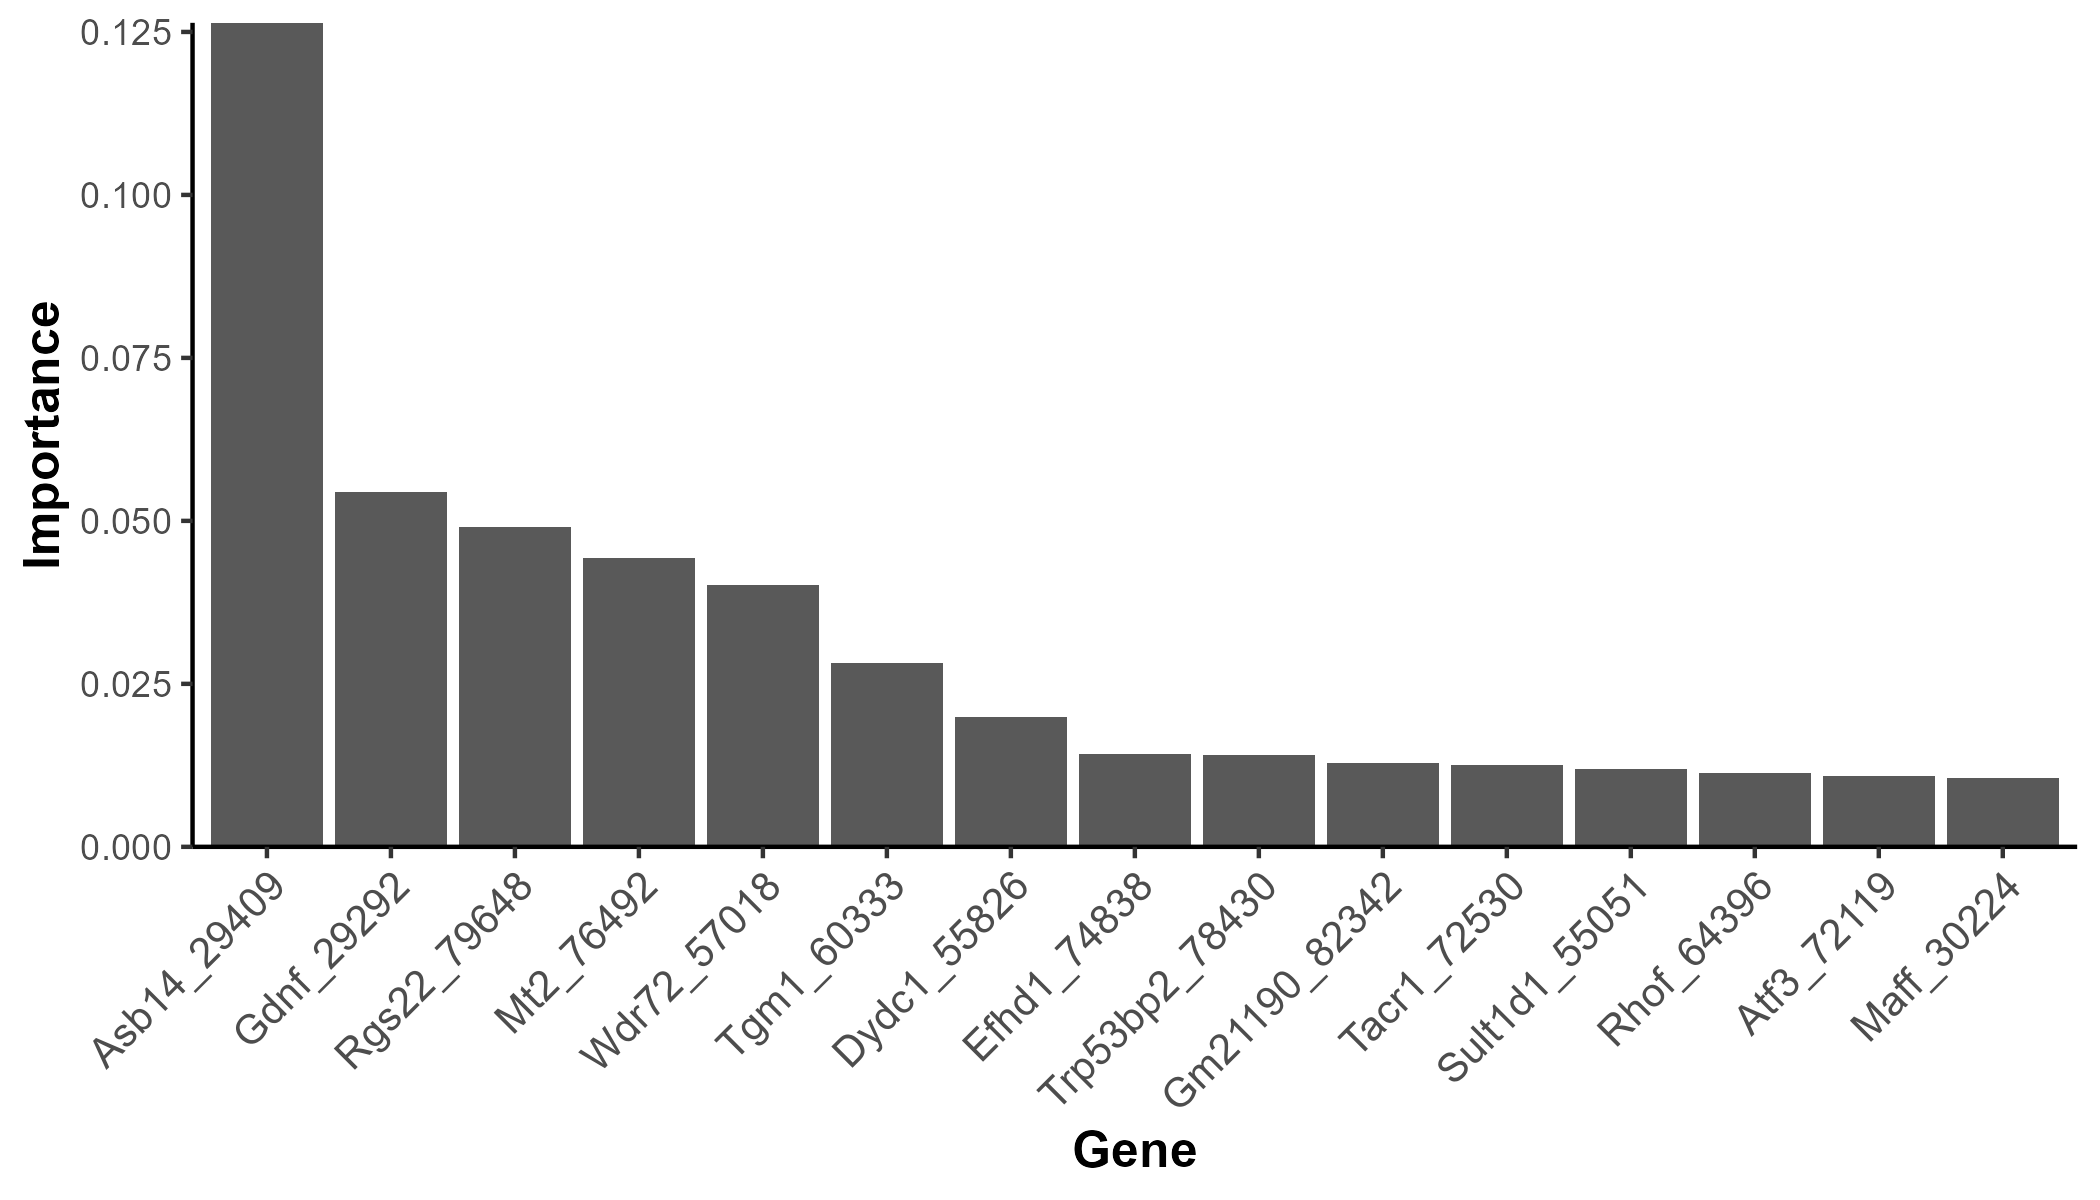 Importance
0.125
0.100
0.075
0.050
0.025
0.000
Asb14_29409
Gdnf_29292
Rgs22_79648
Mt2_76492
Wdr72_57018
Tgm1_60333
Dydc1_55826
Efhd1_74838
Trp53bp2_78430
Gm21190_82342
Tacr1_72530
Sult1d1_55051
Rhof_64396
Atf3_72119
Maff_30224
Gene